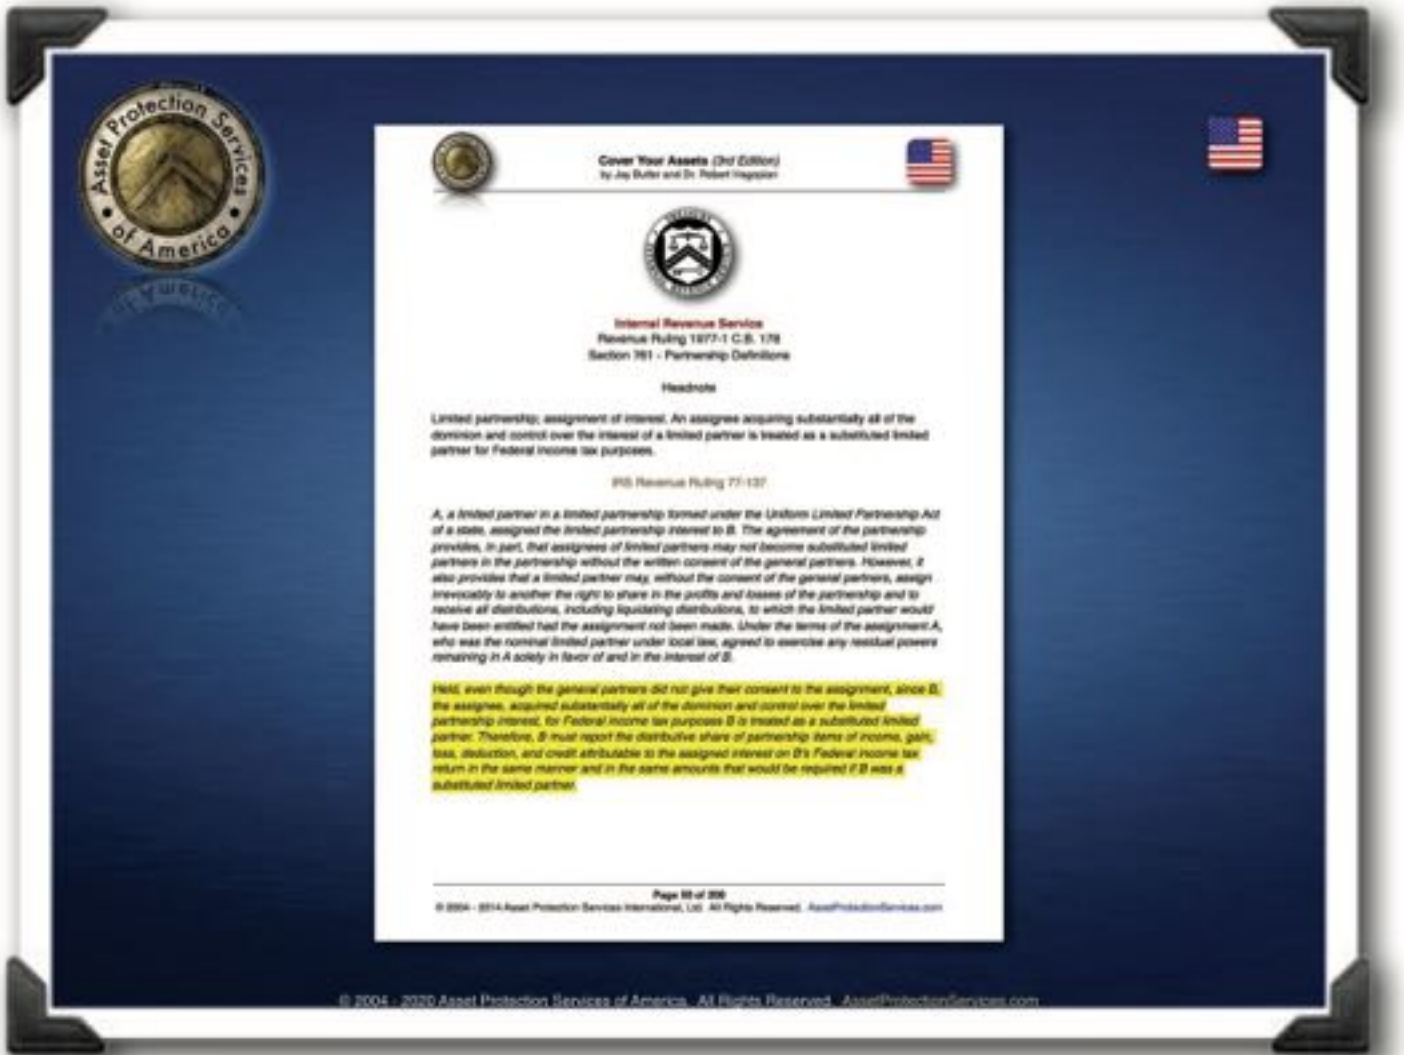 Asset Protection Services
of America
Cover Your Assets (3rd Edition)
by Jay Butler and Dr. Robert Hagopian
Internal Revenue Service
Revenue Ruling 1977-1 C.B. 178
Section 761 - Partnership Definitions
Headnote
Limited partnership; assignment of interest. An assignee acquiring substantially all of the
dominion and control over the interest of a limited partner is treated as a substituted limited
partner for Federal income tax purposes.
IRS Revenue Ruling 77-137
A, a limited partner in a limited partnership formed under the Uniform Limited Partnership Act
of a state, assigned the limited partnership interest to B. The agreement of the partnership
provides, in part, that assignees of limited partners may not become substituted limited
partners in the partnership without the written consent of the general partners. However, it
also provides that a limited partner may, without the consent of the general partners, assign
irrevocably to another the right to share in the profits and losses of the partnership and to
receive all distributions, including liquidating distributions, to which the limited partner would
have been entitled had the assignment not been made. Under the terms of the assignment A,
who was the nominal limited partner under local law, agreed to exercise any residual powers
remaining in A solely in favor of and in the interest of B.
Held, even though the general partners did not give their consent to the assignment, since B,
the assignee, acquired substantially all of the dominion and control over the limited
partnership interest, for Federal income tax purposes B is treated as a substituted limited
partner. Therefore, B must report the distributive share of partnership items of income, gain,
loss, deduction, and credit attributable to the assigned interest on B's Federal income tax
return in the same manner and in the same amounts that would be required if B was a
substituted limited partner.
Page of
© 2004 - 2014 Asset Protection Services International, Ltd. All Rights Reserved. AssetProtectionServices.com
© 2004 - 2020 Asset Protection Services of America. All Rights Reserved. AssetProtectionServices.com